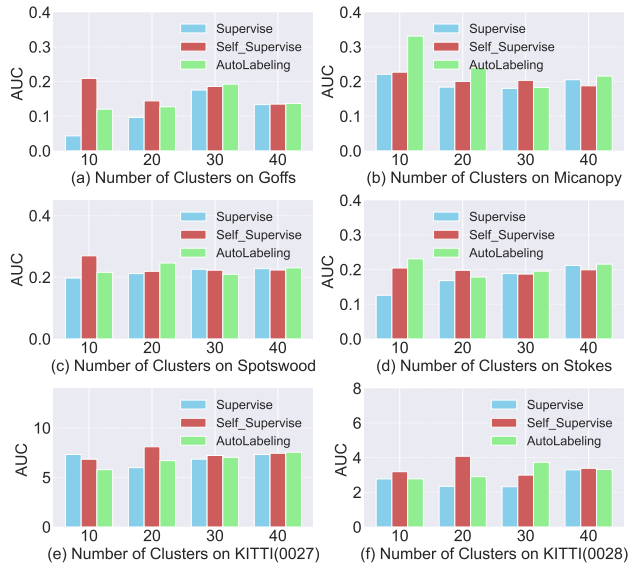 0.4
0.3
0.2
0.1
0.0
AUC
Supervise
Self_Supervise
AutoLabeling
10 20 30 40
(a) Number of Clusters on Goffs
0.4
0.3
0.2
0.1
0.0
AUC
Supervise
Self_Supervise
AutoLabeling
10 20 30 40
(b) Number of Clusters on Micanopy
0.4
0.2
0.0
AUC
Supervise
Self_Supervise
AutoLabeling
10 20 30 40
(c) Number of Clusters on Spotswood
0.4
0.3
0.2
0.1
0.0
AUC
Supervise
Self_Supervise
AutoLabeling
10 20 30 40
(d) Number of Clusters on Stokes
10
5
0
AUC
Supervise
Self_Supervise
AutoLabeling
10 20 30 40
(e) Number of Clusters on KITTI(0027)
8
6
4
2
0
AUC
Supervise
Self_Supervise
AutoLabeling
10 20 30 40
(f) Number of Clusters on KITTI(0028)